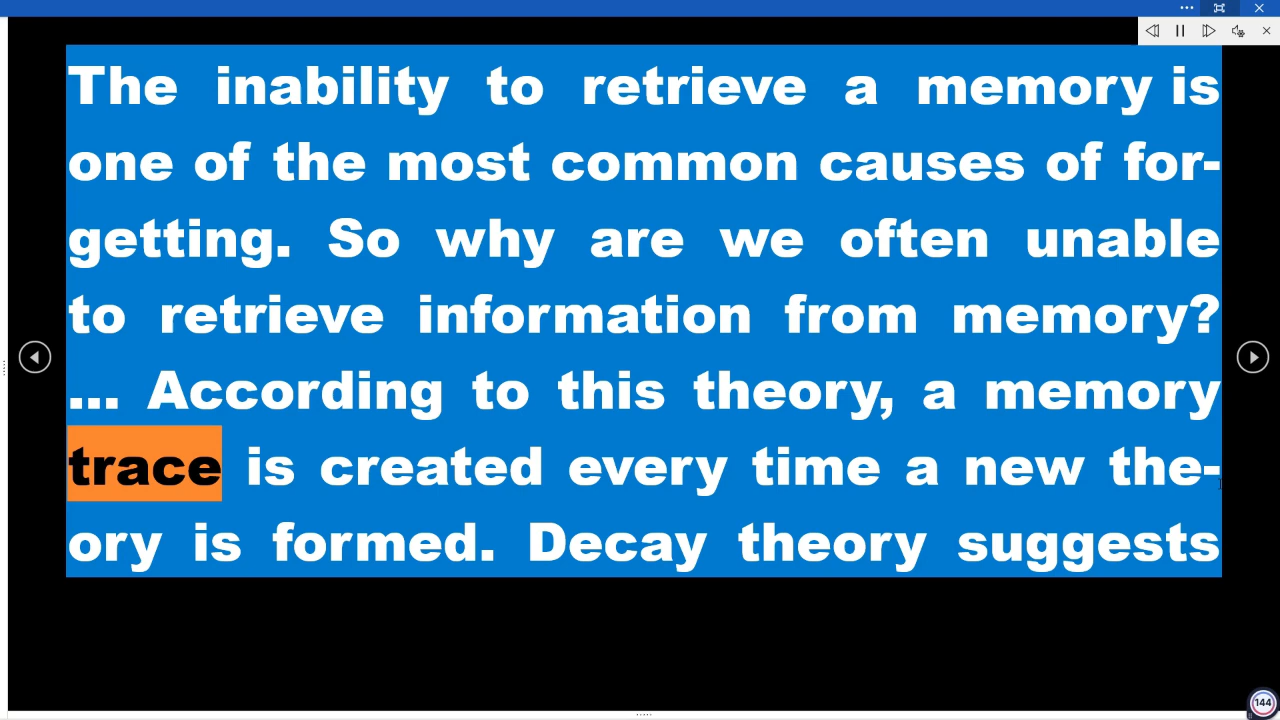 The inability to retrieve a memory is
one of the most common causes of for-
getting. So why are we often unable
to retrieve information from memory?
... According to this theory, a memory
trace is created every time a new the-
ory is formed. Decay theory suggests
144